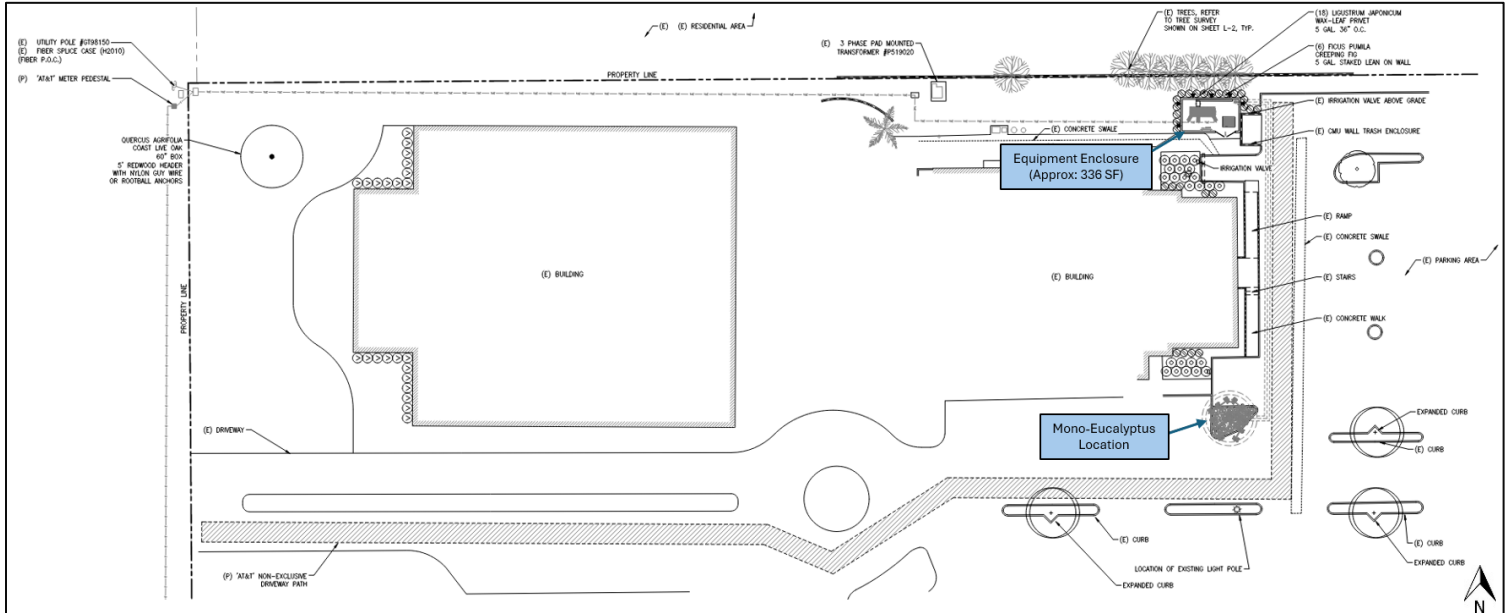 (E) (E) RESIDENTIAL AREA
(E) UTILITY POLE #GT98150
(E) FIBER SPLICE CASE (H2010)
(FIBER P.O.C.)
(P) "AT&T" METER PEDESTAL
PROPERTY LINE
(E) 3 PHASE PAD MOUNTED
TRANSFORMER #P519020
(E) TREES, REFER
TO TREE SURVEY
SHOWN ON SHEET L-2, TYP.
(18) LIGUSTRUM JAPONICUM
WAX-LEAF PRIVET
5 GAL. 36" O.C.
(6) FICUS PUMILA
CREEPING FIG
5 GAL. STAKED LEAN ON WALL
(E) IRRIGATION VALVE ABOVE GRADE
(E) CMU WALL TRASH ENCLOSURE
QUERCUS AGRIFOLIA
COAST LIVE OAK
60" BOX
5' REDWOOD HEADER
WITH NYLON GUY WIRE
OR ROOTBALL ANCHORS
(E) CONCRETE SWALE
Equipment Enclosure
(Approx: 336 SF)
IRRIGATION VALVE
(E) RAMP
(E) CONCRETE SWALE
(E) PARKING AREA
(E) STAIRS
(E) CONCRETE WALK
(E) BUILDING
(E) BUILDING
PROPERTY LINE
(E) DRIVEWAY
Mono-Eucalyptus
Location
EXPANDED CURB
(E) CURB
(E) CURB
EXPANDED CURB
LOCATION OF EXISTING LIGHT POLE
(E) CURB
EXPANDED CURB
(P) "AT&T" NON-EXCLUSIVE
DRIVEWAY PATH
N